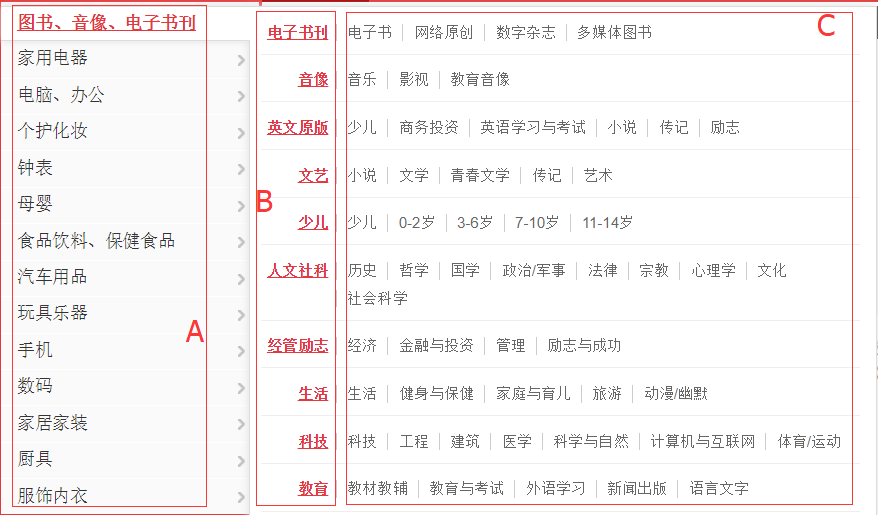 图书、音像、电子书刊
家用电器
电脑、办公
个护化妆
钟表
母婴
食品饮料、保健食品
汽车用品
玩具乐器
手机
数码
家居家装
厨具
服饰内衣
A
B
C
电子书刊 电子书 网络原创 数字杂志 多媒体图书
音像 音乐 影视 教育音像
英文原版 少儿 商务投资 英语学习与考试 小说 传记 励志
文艺 小说 文学 青春文学 传记 艺术
少儿 少儿 0-2岁 3-6岁 7-10岁 11-14岁
人文社科 历史 哲学 国学 政治/军事 法律 宗教 心理学 文化
社会科学
经管励志 经济 金融与投资 管理 励志与成功
生活 生活 健身与保健 家庭与育儿 旅游 动漫/幽默
科技 科技 工程 建筑 医学 科学与自然 计算机与互联网 体育/运动
教育 教材教辅 教育与考试 外语学习 新闻出版 语言文字